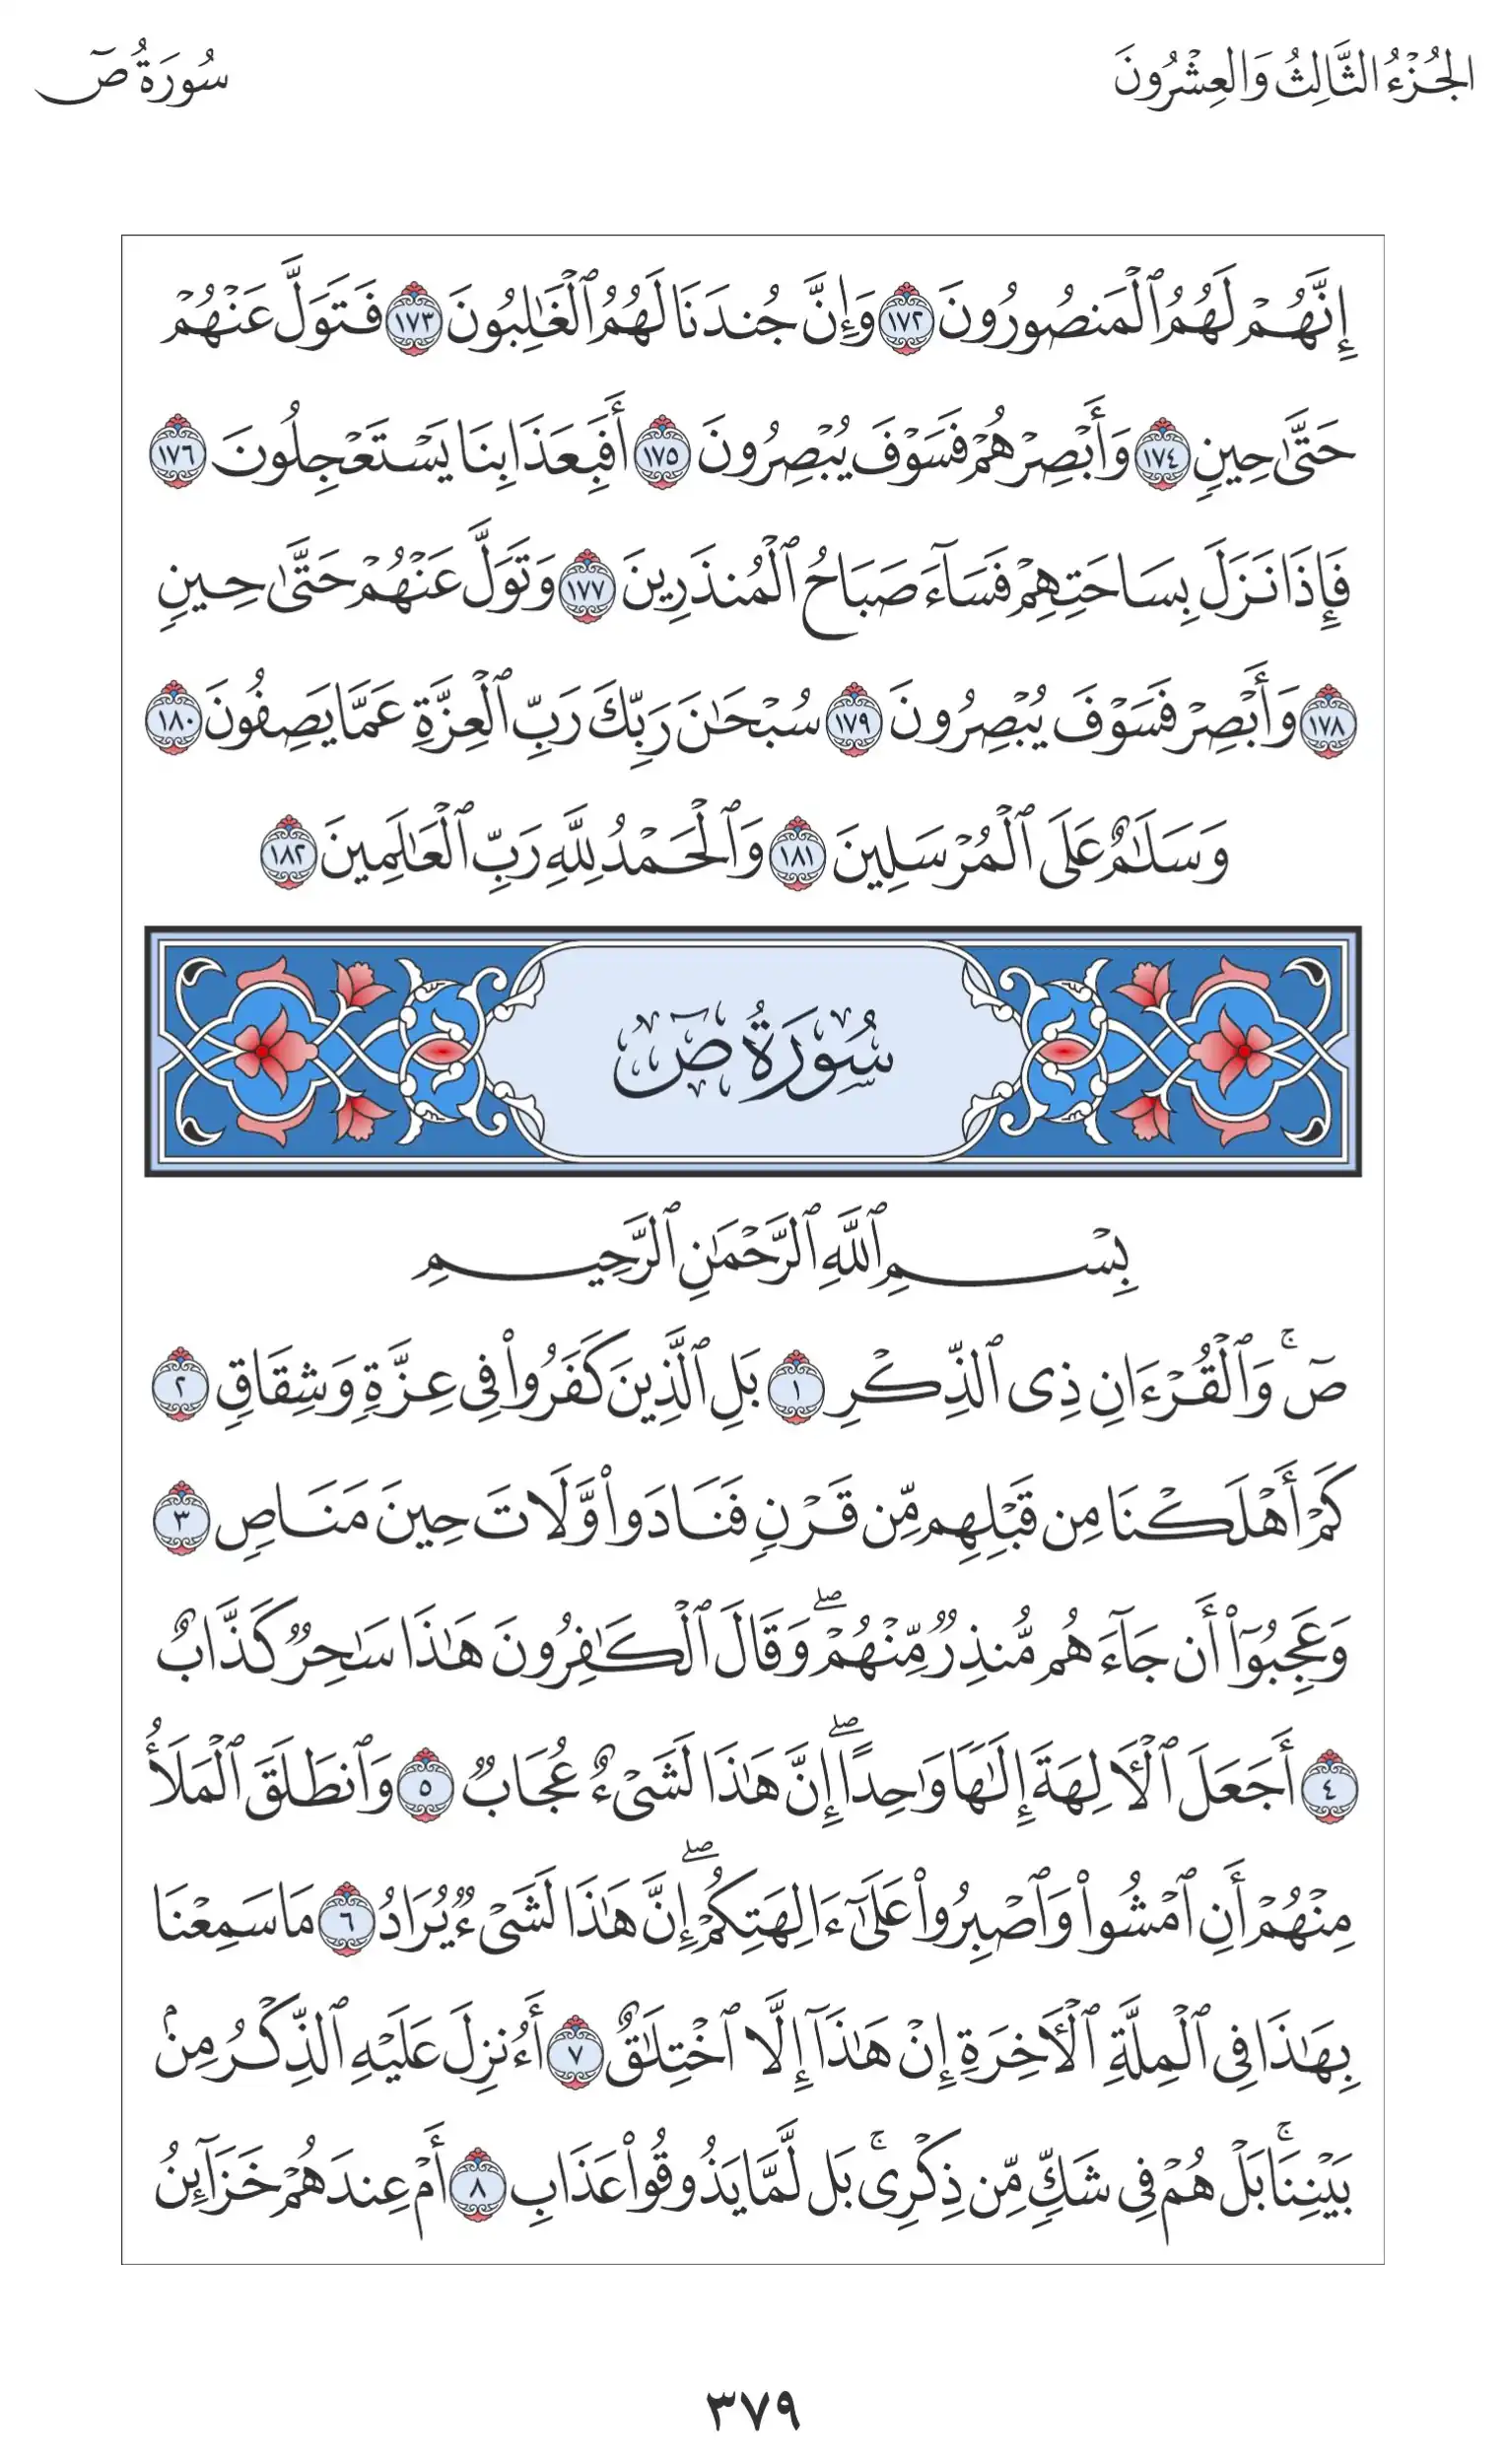 الجُزْءُ الثَّالِثُ وَالعِشْرُونَ
سُورَةُ صٓ
إِنَّهُمْ لَهُمُ ٱلْمَنصُورُونَ ١٧٢ وَإِنَّ جُندَنَا لَهُمُ ٱلْغَٰلِبُونَ ١٧٣ فَتَوَلَّ عَنْهُمْ
حَتَّىٰ حِينٍ ١٧٤ وَأَبْصِرْهُمْ فَسَوْفَ يُبْصِرُونَ ١٧٥ أَفَبِعَذَابِنَا يَسْتَعْجِلُونَ ١٧٦
فَإِذَا نَزَلَ بِسَاحَتِهِمْ فَسَآءَ صَبَاحُ ٱلْمُنذَرِينَ ١٧٧ وَتَوَلَّ عَنْهُمْ حَتَّىٰ حِينٍ
١٧٨ وَأَبْصِرْ فَسَوْفَ يُبْصِرُونَ ١٧٩ سُبْحَٰنَ رَبِّكَ رَبِّ ٱلْعِزَّةِ عَمَّا يَصِفُونَ ١٨٠
وَسَلَٰمٌ عَلَى ٱلْمُرْسَلِينَ ١٨١ وَٱلْحَمْدُ لِلَّهِ رَبِّ ٱلْعَٰلَمِينَ ١٨٢
سُورَةُ صٓ
بِسْمِ ٱللَّهِ ٱلرَّحْمَٰنِ ٱلرَّحِيمِ
صٓ ۚ وَٱلْقُرْءَانِ ذِى ٱلذِّكْرِ ١ بَلِ ٱلَّذِينَ كَفَرُوا۟ فِى عِزَّةٍ وَشِقَاقٍ ٢
كَمْ أَهْلَكْنَا مِن قَبْلِهِم مِّن قَرْنٍ فَنَادَوا۟ وَّلَاتَ حِينَ مَنَاصٍ ٣
وَعَجِبُوٓا۟ أَن جَآءَهُم مُّنذِرٌ مِّنْهُمْ ۖ وَقَالَ ٱلْكَٰفِرُونَ هَٰذَا سَٰحِرٌ كَذَّابٌ
٤ أَجَعَلَ ٱلْـَٔالِهَةَ إِلَٰهًا وَٰحِدًا ۖ إِنَّ هَٰذَا لَشَىْءٌ عُجَابٌ ٥ وَٱنطَلَقَ ٱلْمَلَأُ
مِنْهُمْ أَنِ ٱمْشُوا۟ وَٱصْبِرُوا۟ عَلَىٰٓ ءَالِهَتِكُمْ ۖ إِنَّ هَٰذَا لَشَىْءٌ يُرَادُ ٦ مَا سَمِعْنَا
بِهَٰذَا فِى ٱلْمِلَّةِ ٱلْـَٔاخِرَةِ إِنْ هَٰذَآ إِلَّا ٱخْتِلَٰقٌ ٧ أَءُنزِلَ عَلَيْهِ ٱلذِّكْرُ مِنۢ
بَيْنِنَا ۚ بَلْ هُمْ فِى شَكٍّ مِّن ذِكْرِى ۚ بَل لَّمَّا يَذُوقُوا۟ عَذَابِ ٨ أَمْ عِندَهُمْ خَزَآئِنُ
٣٧٩